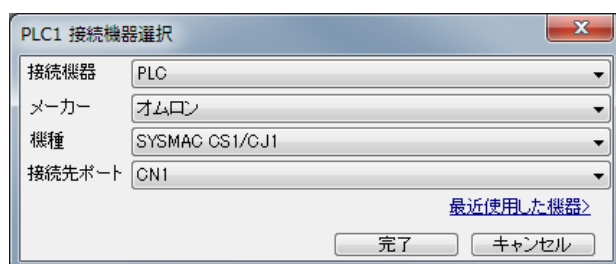 PLC1 接続機器選択
接続機器 PLC
メーカー オムロン
機種 SYSMAC CS1/CJ1
接続先ポート CN1
最近使用した機器>
完了 キャンセル